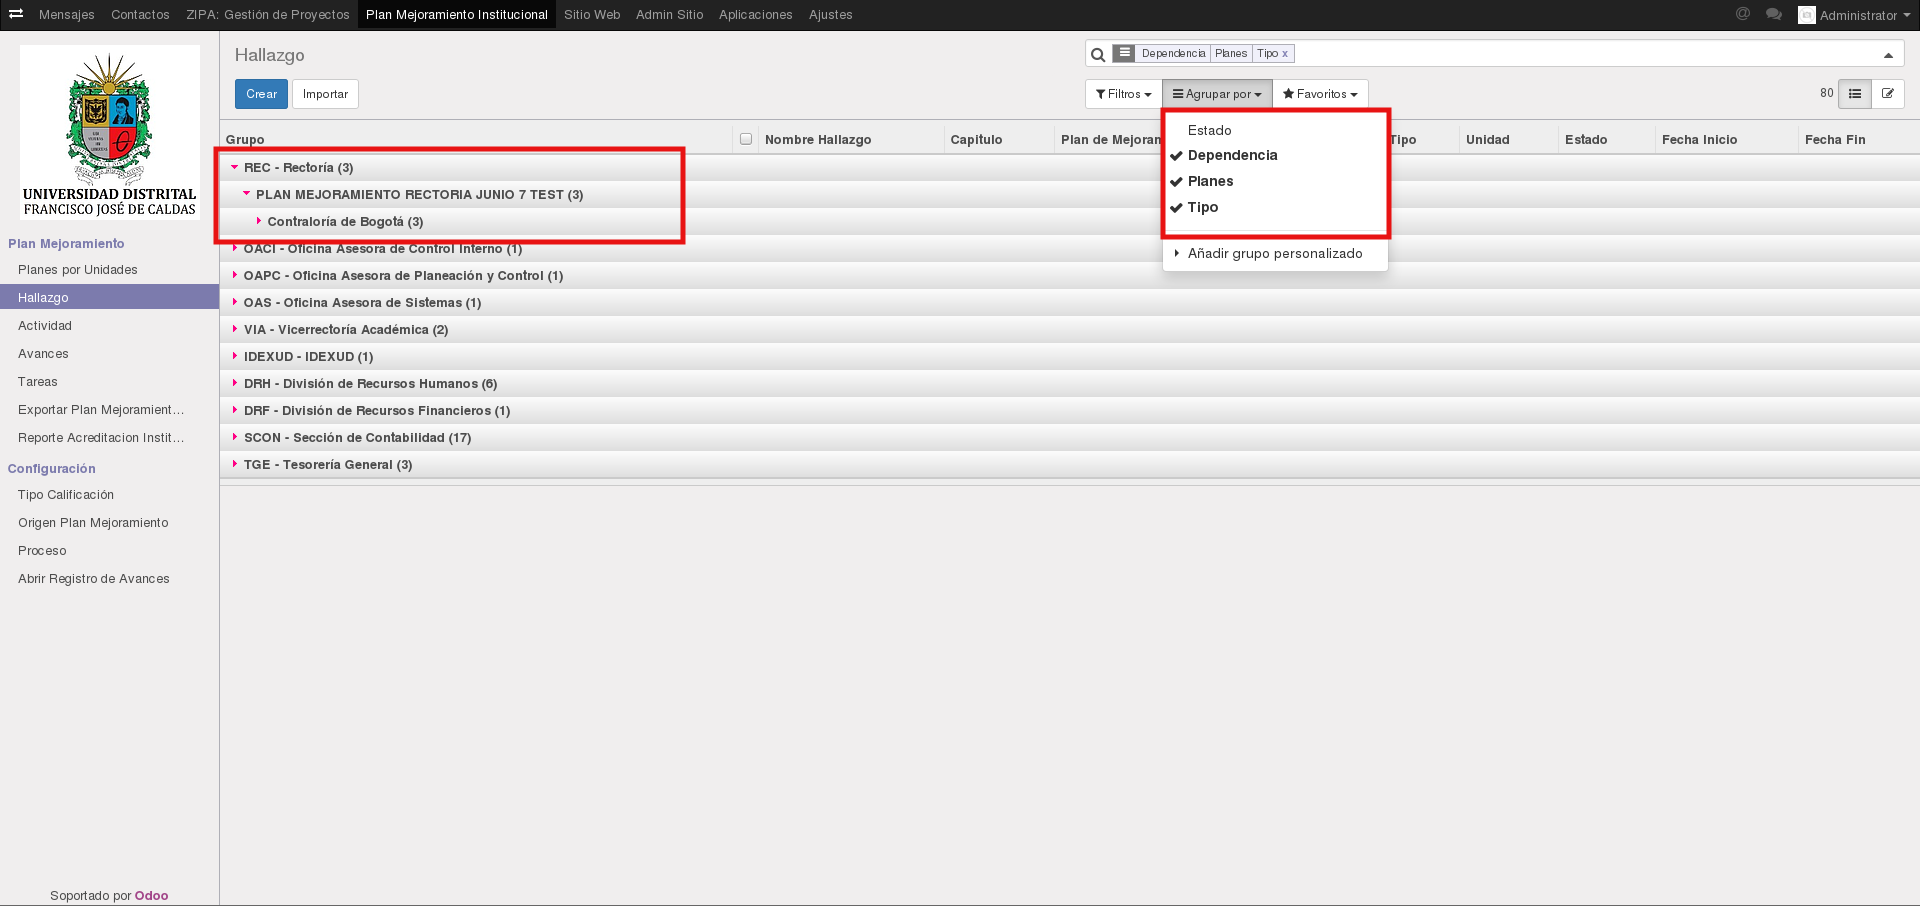 Mensajes Contactos ZIPA: Gestión de Proyectos Plan Mejoramiento Institucional Sitio Web Admin Sitio Aplicaciones Ajustes @ Administrator
UNIVERSIDAD DISTRITAL
FRANCISCO JOSÉ DE CALDAS
Plan Mejoramiento
Planes por Unidades
Hallazgo
Actividad
Avances
Tareas
Exportar Plan Mejoramient...
Reporte Acreditacion Instit...
Configuración
Tipo Calificación
Origen Plan Mejoramiento
Proceso
Abrir Registro de Avances
Soportado por Odoo
Hallazgo
Dependencia Planes Tipo x
Crear Importar
Filtros Agrupar por Favoritos
80
Estado
Dependencia
Planes
Tipo
Añadir grupo personalizado
Grupo Nombre Hallazgo Capitulo Plan de Mejoran Tipo Unidad Estado Fecha Inicio Fecha Fin
REC - Rectoría (3)
PLAN MEJORAMIENTO RECTORIA JUNIO 7 TEST (3)
Contraloría de Bogotá (3)
OACI - Oficina Asesora de Control Interno (1)
OAPC - Oficina Asesora de Planeación y Control (1)
OAS - Oficina Asesora de Sistemas (1)
VIA - Vicerrectoría Académica (2)
IDEXUD - IDEXUD (1)
DRH - División de Recursos Humanos (6)
DRF - División de Recursos Financieros (1)
SCON - Sección de Contabilidad (17)
TGE - Tesorería General (3)